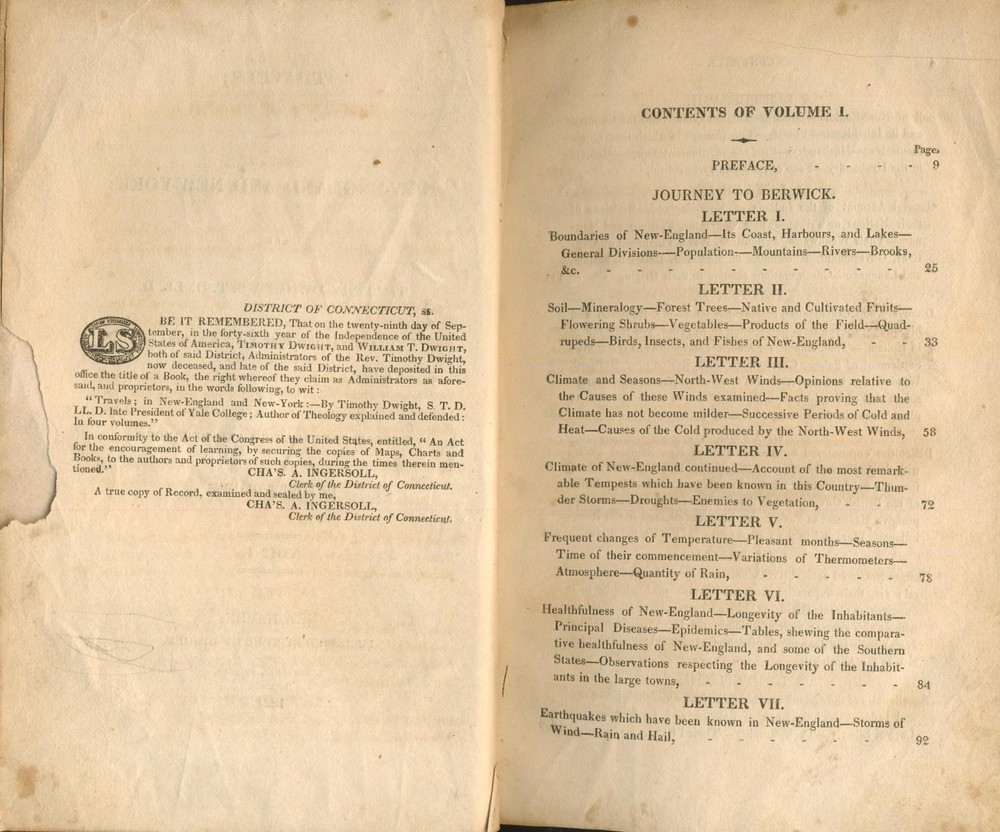 DISTRICT OF CONNECTICUT, ss.
LS
BE IT REMEMBERED, That on the twenty-ninth day of Sep-
tember, in the forty-sixth year of the Independence of the United
States of America, TIMOTHY DWIGHT, and WILLIAM T. DWIGHT,
both of said District, Administrators of the Rev. Timothy Dwight,
now deceased, and late of the said District, have deposited in this
office the title of a Book, the right whereof they claim as Administrators as afore-
said, and proprietors, in the words following, to wit:
"Travels; in New-England and New-York:—By Timothy Dwight, S. T. D.
LL. D. late President of Yale College; Author of Theology explained and defended:
In four volumes."
In conformity to the Act of the Congress of the United States, entitled, "An Act
for the encouragement of learning, by securing the copies of Maps, Charts and
Books, to the authors and proprietors of such copies, during the times therein men-
tioned."
CHA'S. A. INGERSOLL,
Clerk of the District of Connecticut.
A true copy of Record, examined and sealed by me,
CHA'S. A. INGERSOLL,
Clerk of the District of Connecticut.
CONTENTS OF VOLUME I.
Page.
PREFACE, - - - - 9
JOURNEY TO BERWICK.
LETTER I.
Boundaries of New-England—Its Coast, Harbours, and Lakes—
General Divisions—Population—Mountains—Rivers—Brooks,
&c. - - - - - - - - - - 25
LETTER II.
Soil—Mineralogy—Forest Trees—Native and Cultivated Fruits—
Flowering Shrubs—Vegetables—Products of the Field—Quad-
rupeds—Birds, Insects, and Fishes of New-England, - - 33
LETTER III.
Climate and Seasons—North-West Winds—Opinions relative to
the Causes of these Winds examined—Facts proving that the
Climate has not become milder—Successive Periods of Cold and
Heat—Causes of the Cold produced by the North-West Winds, 58
LETTER IV.
Climate of New-England continued—Account of the most remark-
able Tempests which have been known in this Country—Thun-
der Storms—Droughts—Enemies to Vegetation, - - 72
LETTER V.
Frequent changes of Temperature—Pleasant months—Seasons—
Time of their commencement—Variations of Thermometers—
Atmosphere—Quantity of Rain, - - - - - 78
LETTER VI.
Healthfulness of New-England—Longevity of the Inhabitants—
Principal Diseases—Epidemics—Tables, shewing the compara-
tive healthfulness of New-England, and some of the Southern
States—Observations respecting the Longevity of the Inhabit-
ants in the large towns, - - - - - - - 84
LETTER VII.
Earthquakes which have been known in New-England—Storms of
Wind—Rain and Hail, - - - - - - 92